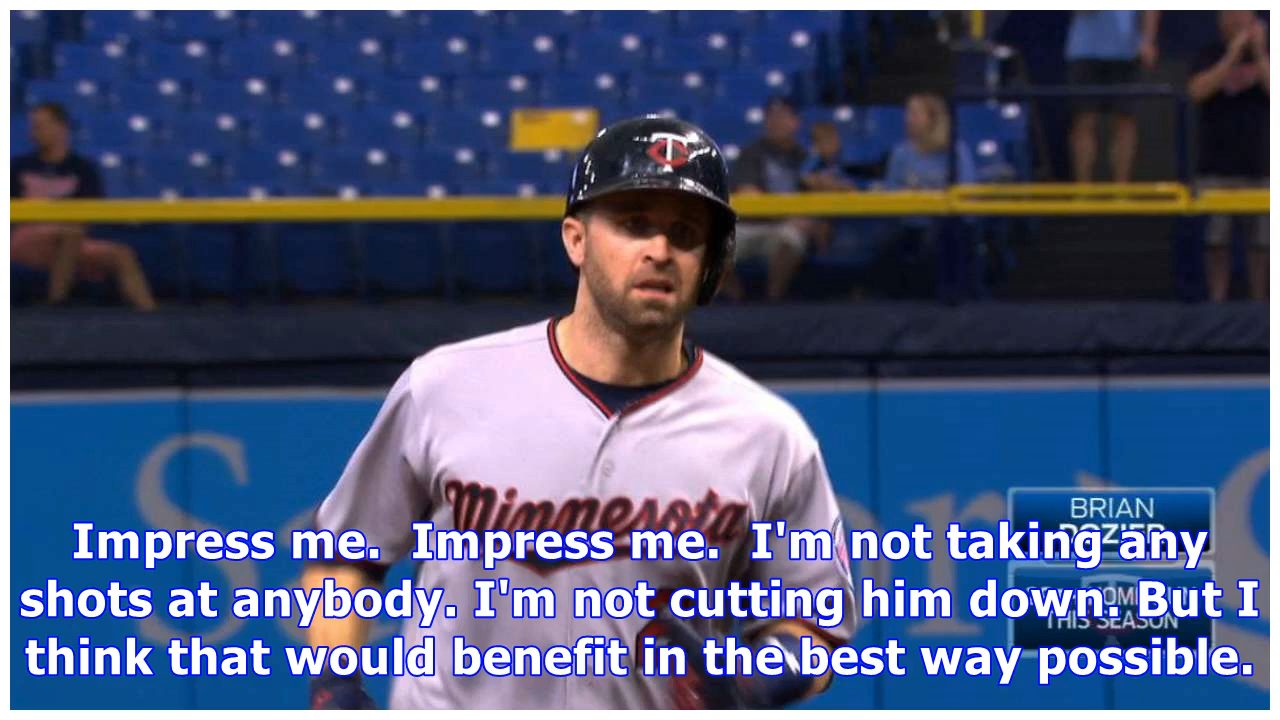 Minnesota
BRIAN
DOZIER
THIS SEASON
Impress me.  Impress me.  I'm not taking any
shots at anybody. I'm not cutting him down. But I
think that would benefit in the best way possible.